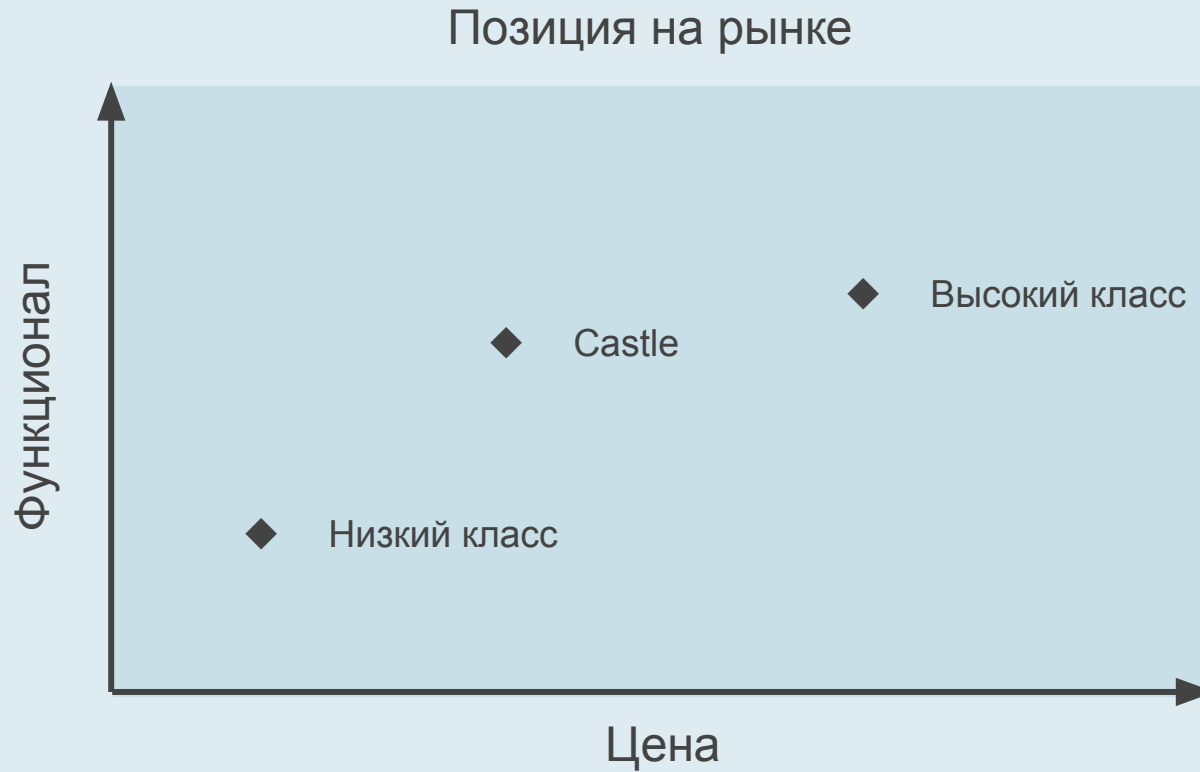 Позиция на рынке
Функционал
Высокий класс
Castle
Низкий класс
Цена